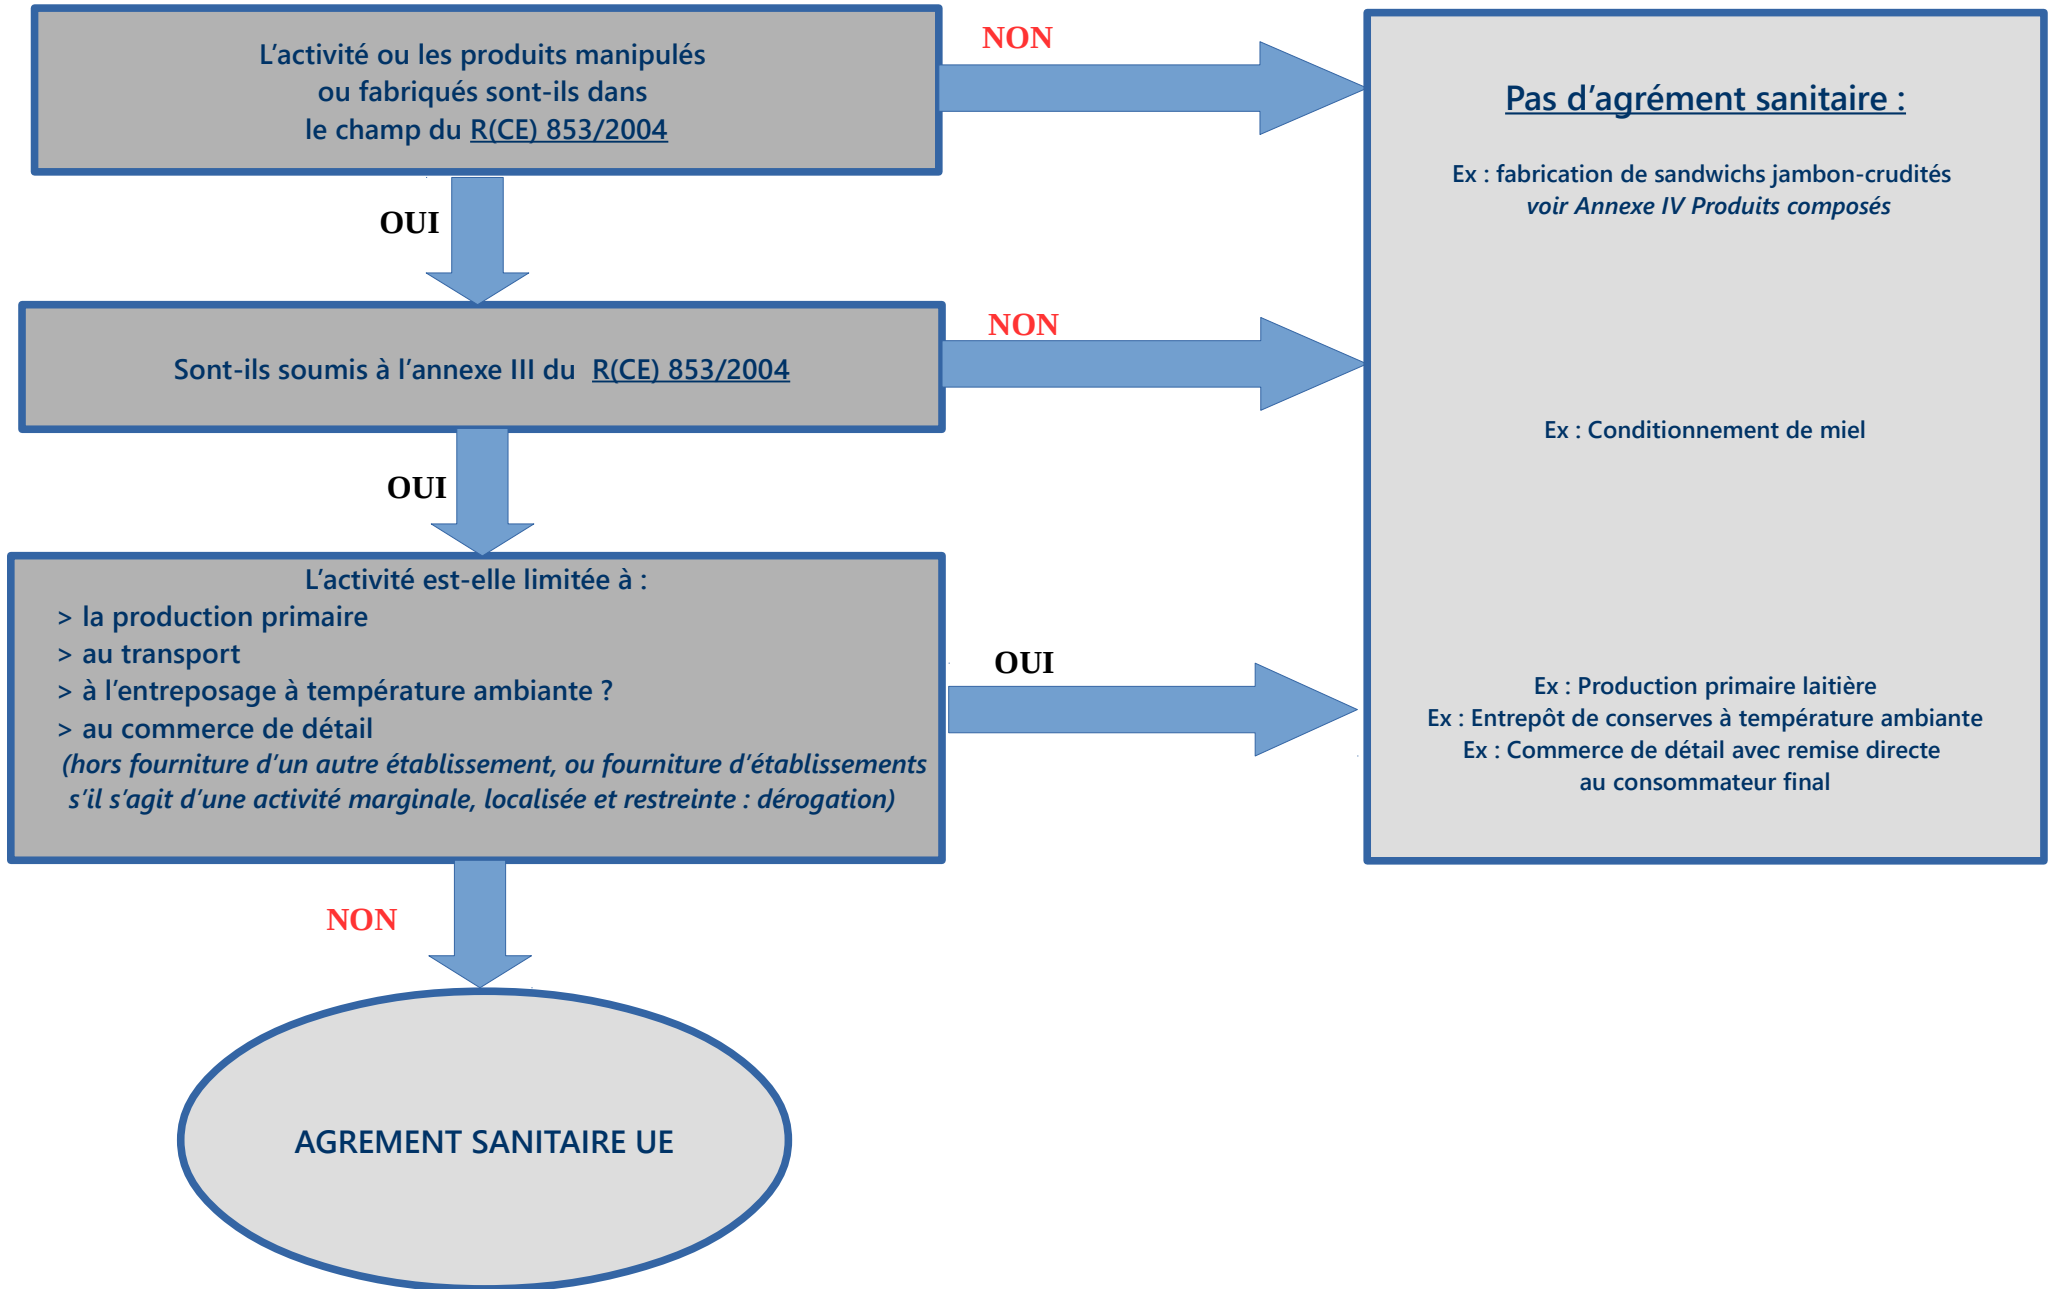 L’activité ou les produits manipulés
ou fabriqués sont-ils dans
le champ du R(CE) 853/2004
NON
Pas d’agrément sanitaire :
Ex : fabrication de sandwichs jambon-crudités
voir Annexe IV Produits composés
OUI
Sont-ils soumis à l’annexe III du R(CE) 853/2004
NON
Ex : Conditionnement de miel
OUI
L’activité est-elle limitée à :
> la production primaire
> au transport
> à l’entreposage à température ambiante ?
> au commerce de détail
(hors fourniture d’un autre établissement, ou fourniture d’établissements
s’il s’agit d’une activité marginale, localisée et restreinte : dérogation)
OUI
Ex : Production primaire laitière
Ex : Entrepôt de conserves à température ambiante
Ex : Commerce de détail avec remise directe
au consommateur final
NON
AGREMENT SANITAIRE UE